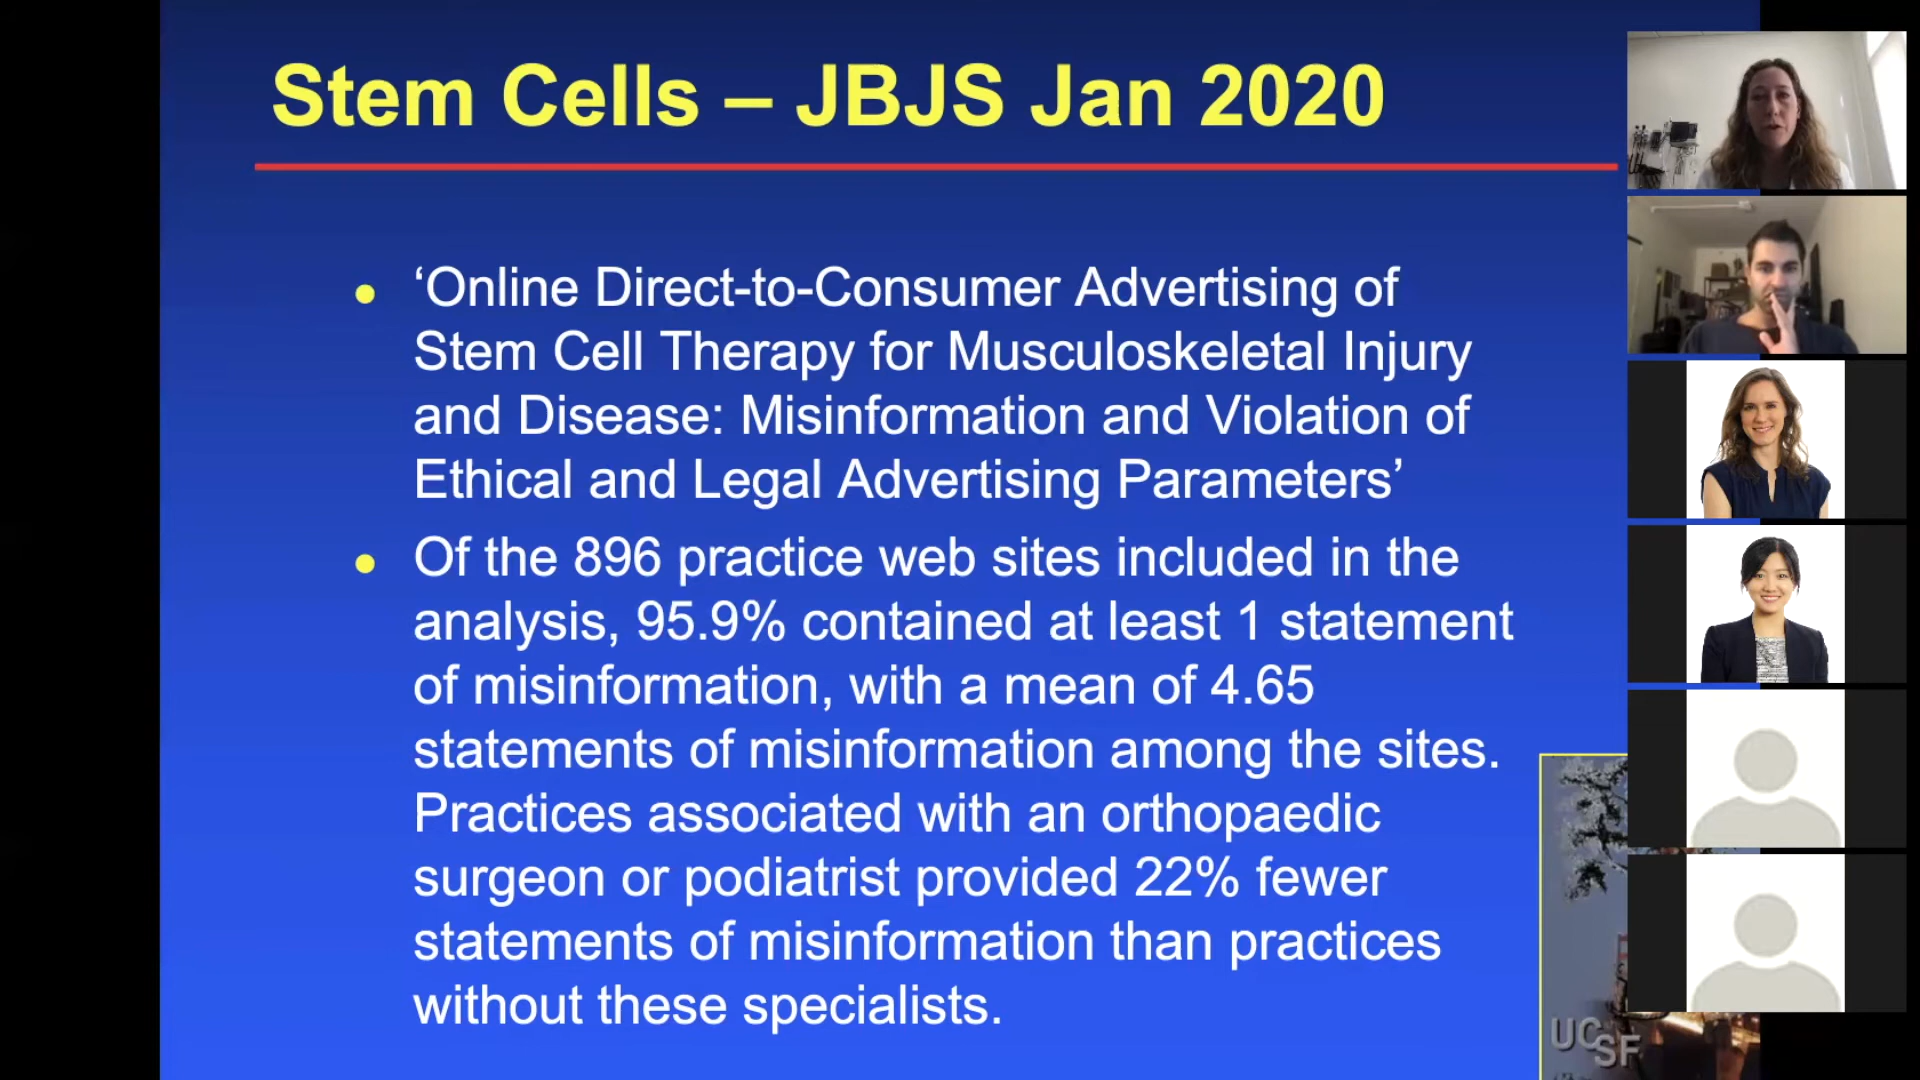 Stem Cells – JBJS Jan 2020
‘Online Direct-to-Consumer Advertising of
Stem Cell Therapy for Musculoskeletal Injury
and Disease: Misinformation and Violation of
Ethical and Legal Advertising Parameters’
Of the 896 practice web sites included in the
analysis, 95.9% contained at least 1 statement
of misinformation, with a mean of 4.65
statements of misinformation among the sites.
Practices associated with an orthopaedic
surgeon or podiatrist provided 22% fewer
statements of misinformation than practices
without these specialists.
UCSF